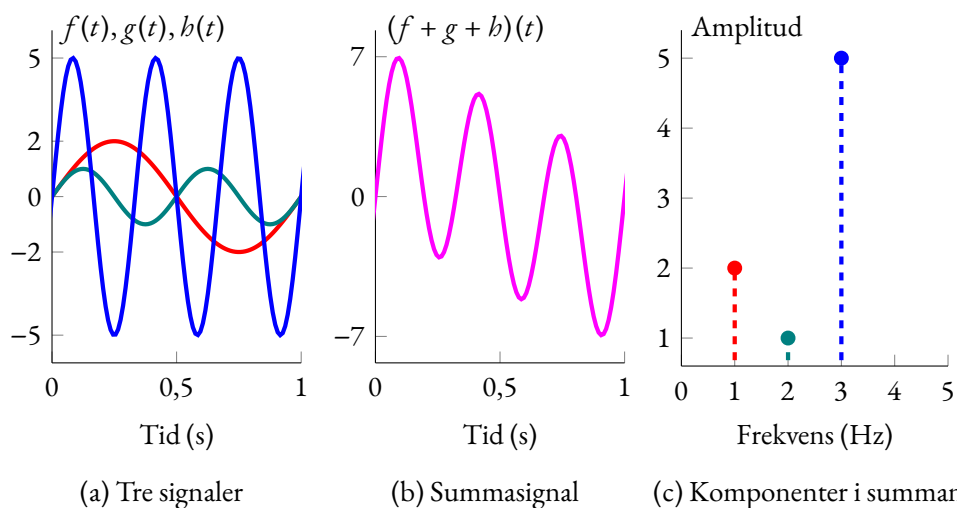 f(t), g(t), h(t)
5
2
0
−2
−5
0
0,5
1
Tid (s)
(a) Tre signaler
(f + g + h)(t)
7
0
−7
0
0,5
1
Tid (s)
(b) Summasignal
Amplitud
5
4
3
2
1
0
1
2
3
4
5
Frekvens (Hz)
(c) Komponenter i summan